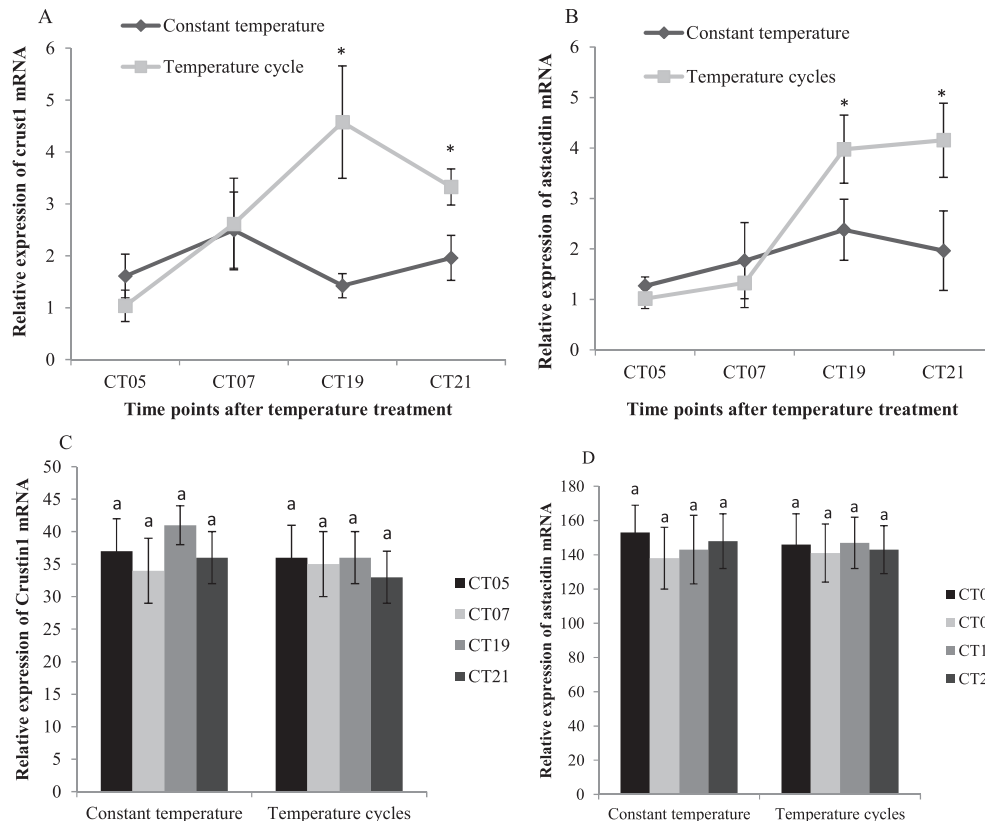 A
Constant temperature
Temperature cycle
Relative expression of crust1 mRNA
6
5
4
3
2
1
0
*
*
CT05 CT07 CT19 CT21
Time points after temperature treatment
B
Constant temperature
Temperature cycles
Relative expression of astacidin mRNA
6
5
4
3
2
1
0
*
*
CT05 CT07 CT19 CT21
Time points after temperature treatment
C
Relative expression of Crustin1 mRNA
50
45
40
35
30
25
20
15
10
5
0
a a a a a a a a
CT05
CT07
CT19
CT21
Constant temperature Temperature cycles
D
Relative expression of astacidin mRNA
180
160
140
120
100
80
60
40
20
0
a a a a a a a a
CT0
CT0
CT1
CT2
Constant temperature Temperature cycles